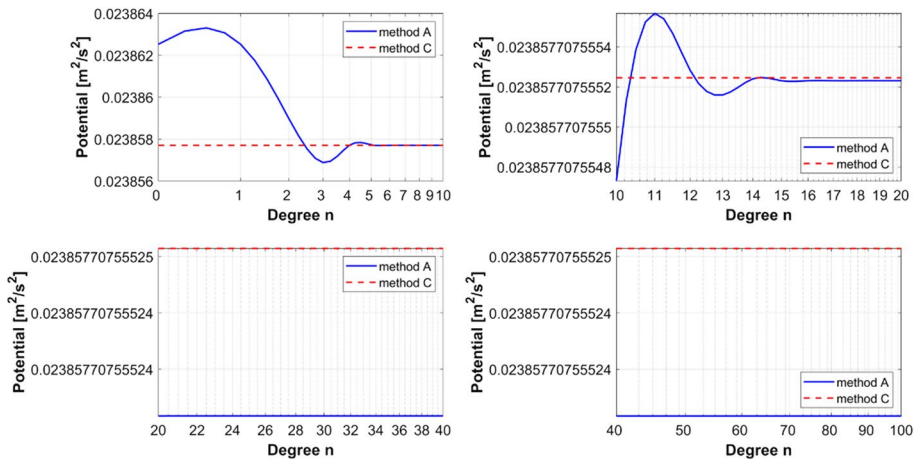 0.023864
0.023862
0.02386
0.023858
0.023856
Potential [m²/s²]
method A
method C
0 1 2 3 4 5 6 7 8 9 10
Degree n
0.0238577075554
0.0238577075552
0.023857707555
0.0238577075548
Potential [m²/s²]
method A
method C
10 11 12 13 14 15 16 17 18 19 20
Degree n
0.02385770755525
0.02385770755524
0.02385770755524
Potential [m²/s²]
method A
method C
20 22 24 26 28 30 32 34 36 38 40
Degree n
0.02385770755525
0.02385770755524
0.02385770755524
Potential [m²/s²]
method A
method C
40 50 60 70 80 90 100
Degree n